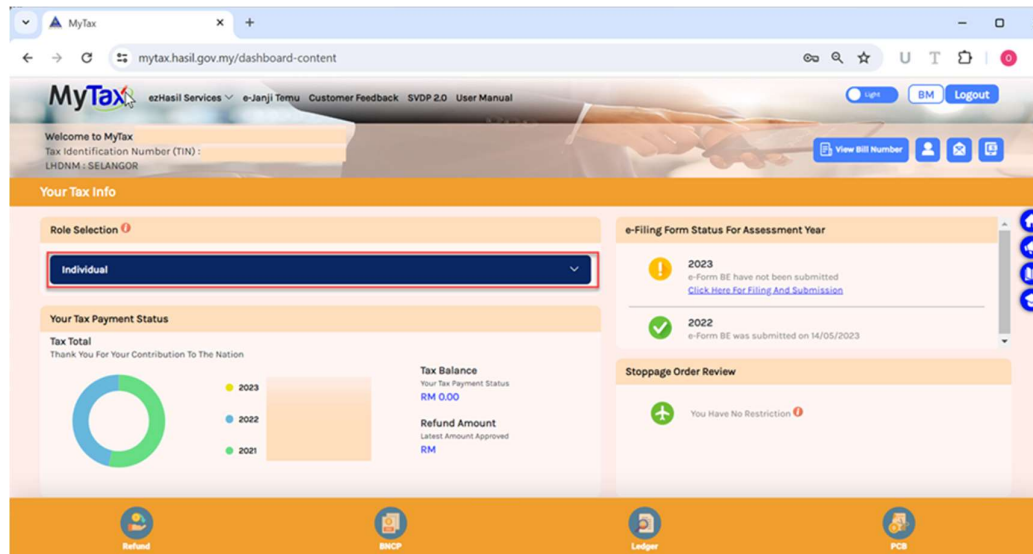 MyTax
mytax.hasil.gov.my/dashboard-content
U T O
MyTax ezHasil Services e-Janji Temu Customer Feedback SVDP 2.0 User Manual Light BM Logout
Welcome to MyTax
Tax Identification Number (TIN) :
LHDNM : SELANGOR
View Bill Number
Your Tax Info
Role Selection
Individual
Your Tax Payment Status
Tax Total
Thank You For Your Contribution To The Nation
2023
2022
2021
Tax Balance
Your Tax Payment Status
RM 0.00
Refund Amount
Latest Amount Approved
RM
e-Filing Form Status For Assessment Year
2023
e-Form BE have not been submitted
Click Here For Filing And Submission
2022
e-Form BE was submitted on 14/05/2023
Stoppage Order Review
You Have No Restriction
Refund BNCP Ledger PCB